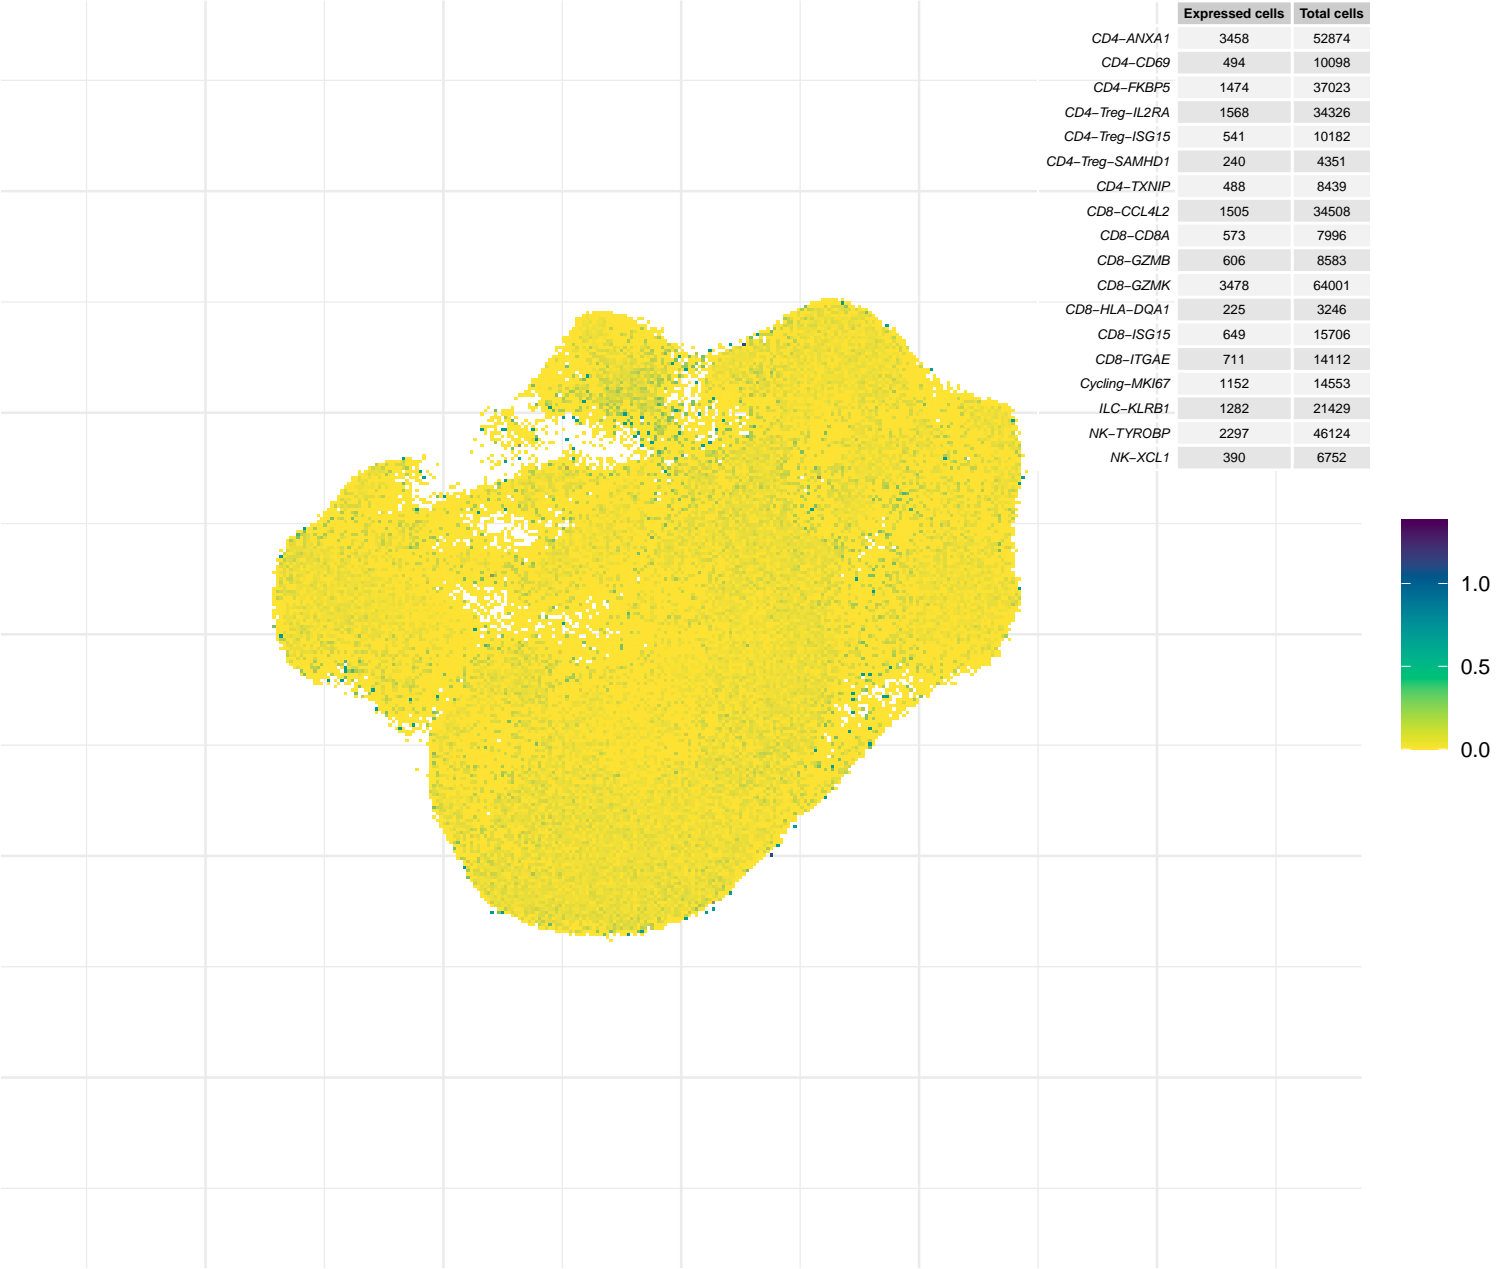 Expressed cells Total cells
CD4−ANXA1 3458 52874
CD4−CD69 494 10098
CD4−FKBP5 1474 37023
CD4−Treg−IL2RA 1568 34326
CD4−Treg−ISG15 541 10182
CD4−Treg−SAMHD1 240 4351
CD4−TXNIP 488 8439
CD8−CCL4L2 1505 34508
CD8−CD8A 573 7996
CD8−GZMB 606 8583
CD8−GZMK 3478 64001
CD8−HLA−DQA1 225 3246
CD8−ISG15 649 15706
CD8−ITGAE 711 14112
Cycling−MKI67 1152 14553
ILC−KLRB1 1282 21429
NK−TYROBP 2297 46124
NK−XCL1 390 6752
1.0
0.5
0.0